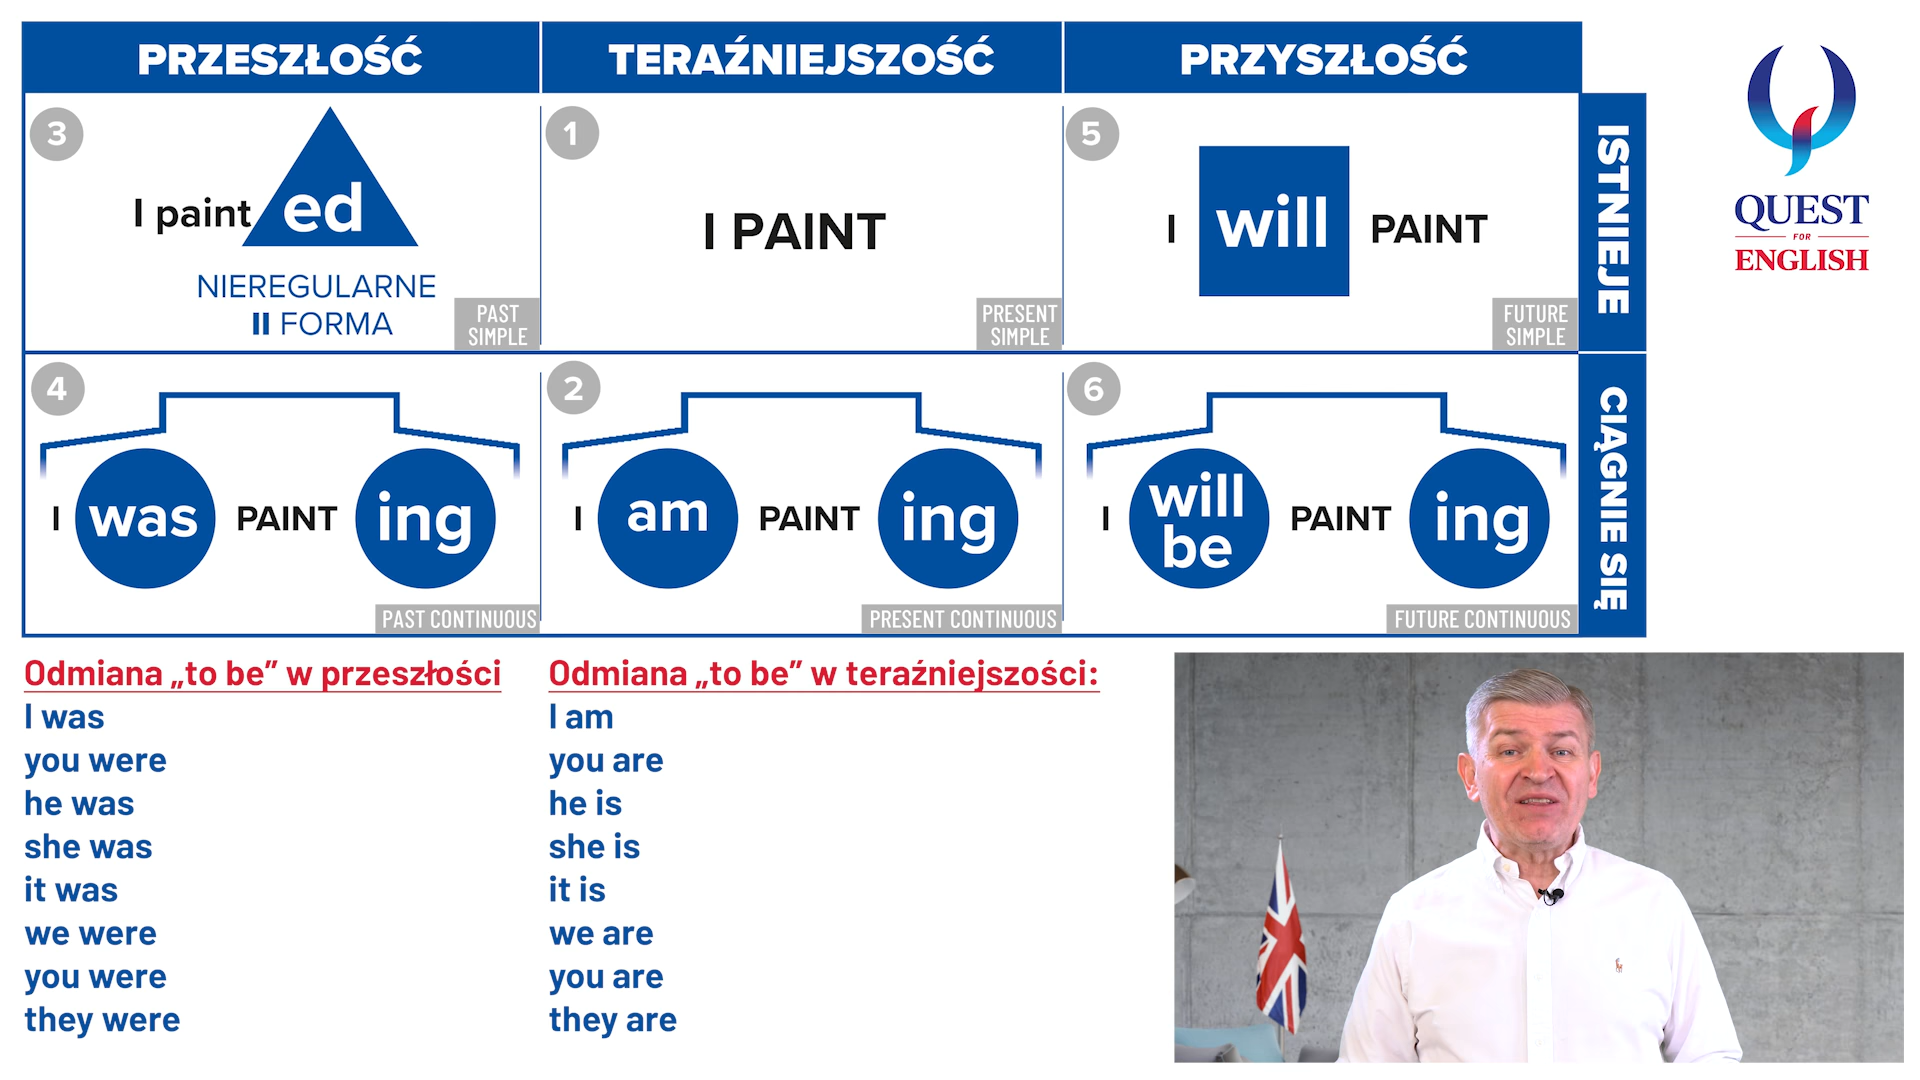 PRZESZŁOŚĆ
TERAŹNIEJSZOŚĆ
PRZYSZŁOŚĆ
3
I paint ed
NIEREGULARNE
II FORMA
PAST
SIMPLE
1
I PAINT
PRESENT
SIMPLE
5
I will PAINT
FUTURE
SIMPLE
ISTNIEJE
4
I was PAINT ing
PAST CONTINUOUS
2
I am PAINT ing
PRESENT CONTINUOUS
6
I will be PAINT ing
FUTURE CONTINUOUS
CIĄGNIE SIĘ
QUEST
FOR
ENGLISH
Odmiana „to be” w przeszłości
I was
you were
he was
she was
it was
we were
you were
they were
Odmiana „to be” w teraźniejszości:
I am
you are
he is
she is
it is
we are
you are
they are